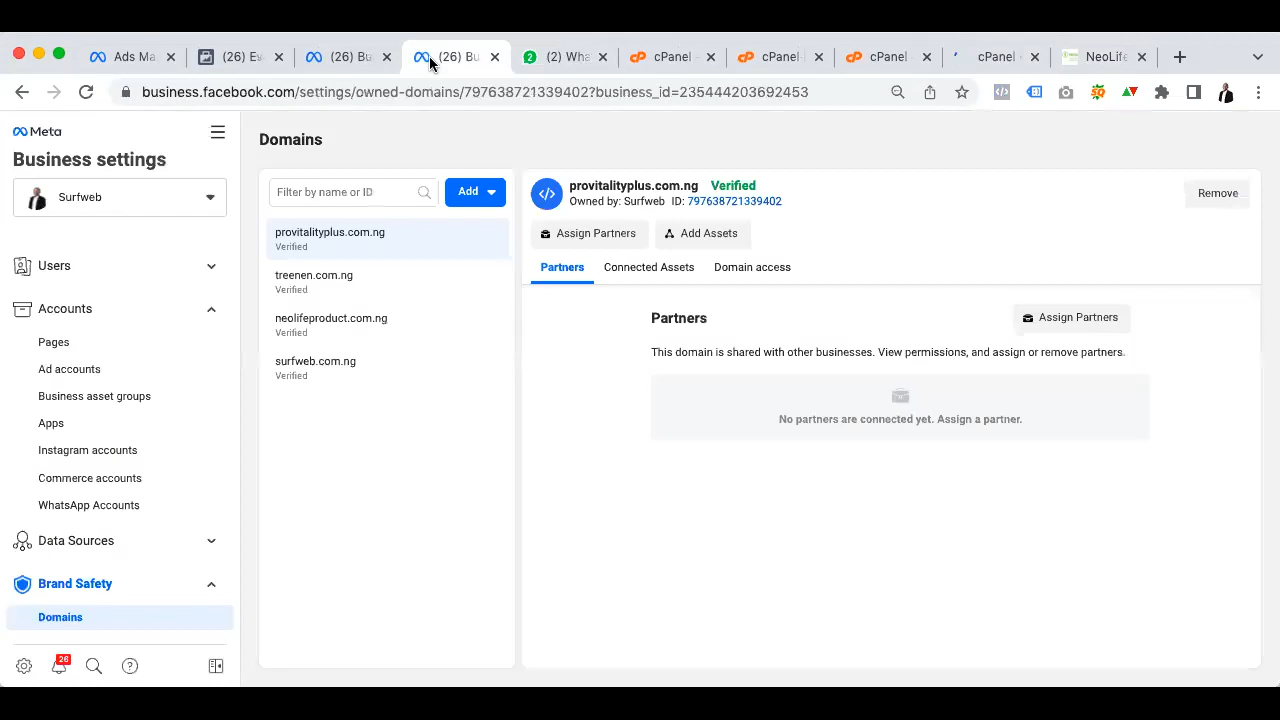 Ads Ma
(26) Es
(26) Bu
2
(2) Wha
cPanel
cPanel
cPanel
cPanel
NeoLife
business.facebook.com/settings/owned-domains/797638721339402?business_id=235444203692453
Meta
Business settings
Surfweb
Users
Accounts
Pages
Ad accounts
Business asset groups
Apps
Instagram accounts
Commerce accounts
WhatsApp Accounts
Data Sources
Brand Safety
Domains
26
Domains
Filter by name or ID
Add
provitalityplus.com.ng
Verified
treenen.com.ng
Verified
neolifeproduct.com.ng
Verified
surfweb.com.ng
Verified
provitalityplus.com.ng Verified
Owned by: Surfweb ID: 797638721339402
Remove
Assign Partners
Add Assets
Partners
Connected Assets
Domain access
Partners
Assign Partners
This domain is shared with other businesses. View permissions, and assign or remove partners.
No partners are connected yet. Assign a partner.